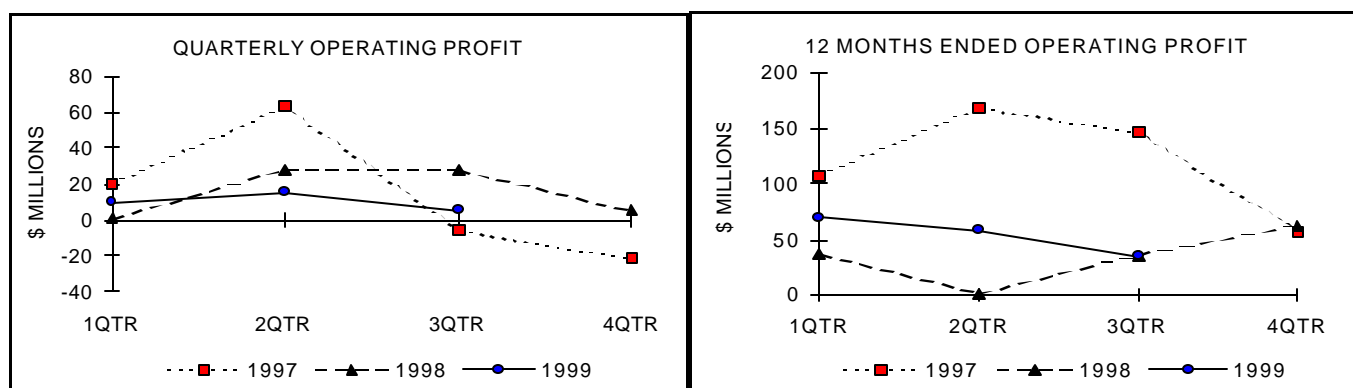 QUARTERLY OPERATING PROFIT
$ MILLIONS
80
60
40
20
0
-20
-40
1QTR 2QTR 3QTR 4QTR
1997 1998 1999
12 MONTHS ENDED OPERATING PROFIT
$ MILLIONS
200
150
100
50
0
1QTR 2QTR 3QTR 4QTR
1997 1998 1999